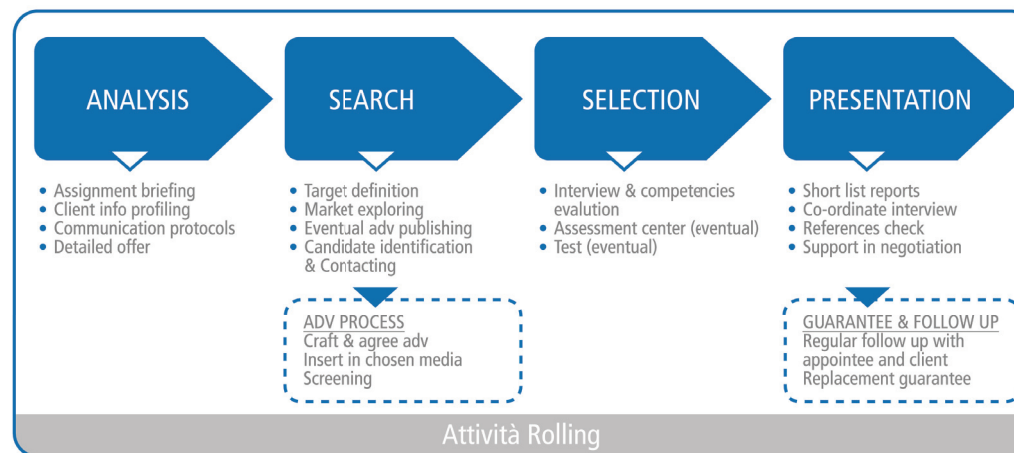 ANALYSIS
• Assignment briefing
• Client info profiling
• Communication protocols
• Detailed offer
SEARCH
• Target definition
• Market exploring
• Eventual adv publishing
• Candidate identification
& Contacting
ADV PROCESS
Craft & agree adv
Insert in chosen media
Screening
SELECTION
• Interview & competencies
evalution
• Assessment center (eventual)
• Test (eventual)
PRESENTATION
• Short list reports
• Co-ordinate interview
• References check
• Support in negotiation
GUARANTEE & FOLLOW UP
Regular follow up with
appointee and client
Replacement guarantee
Attività Rolling